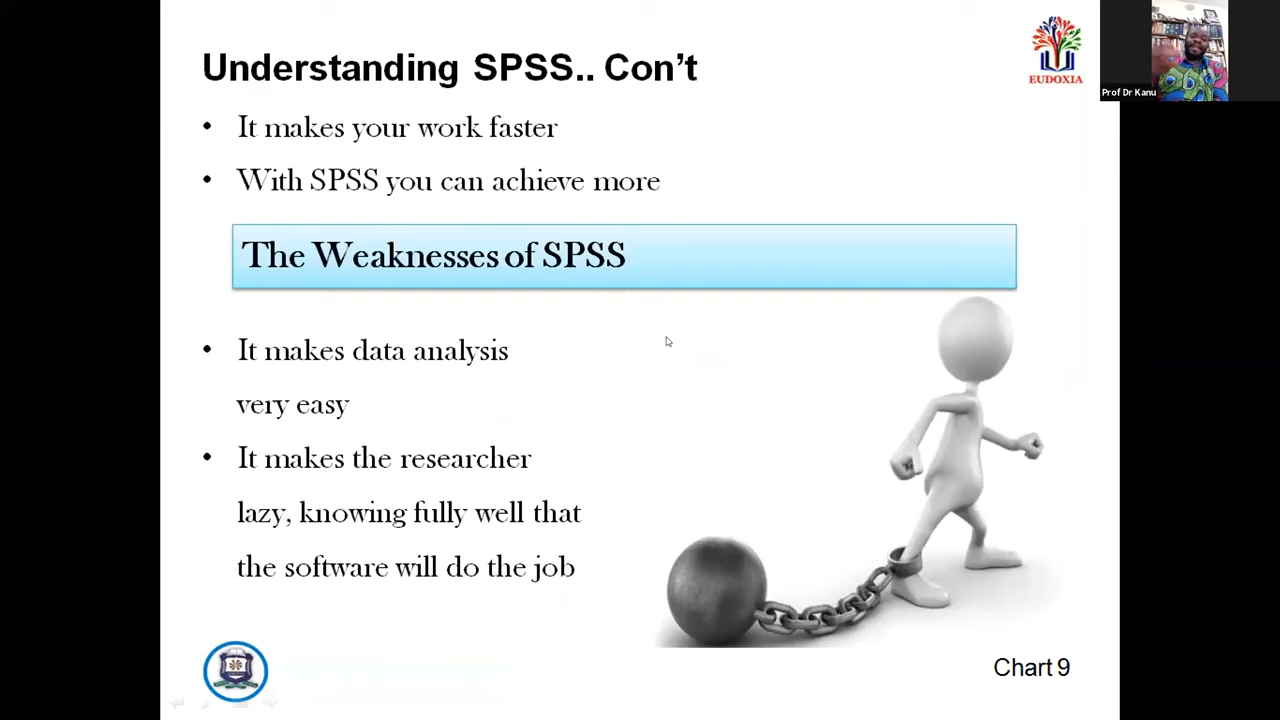 Understanding SPSS.. Con’t
EUDOXIA
Prof Dr Kanu
• It makes your work faster
• With SPSS you can achieve more
The Weaknesses of SPSS
• It makes data analysis
very easy
• It makes the researcher
lazy, knowing fully well that
the software will do the job
Chart 9